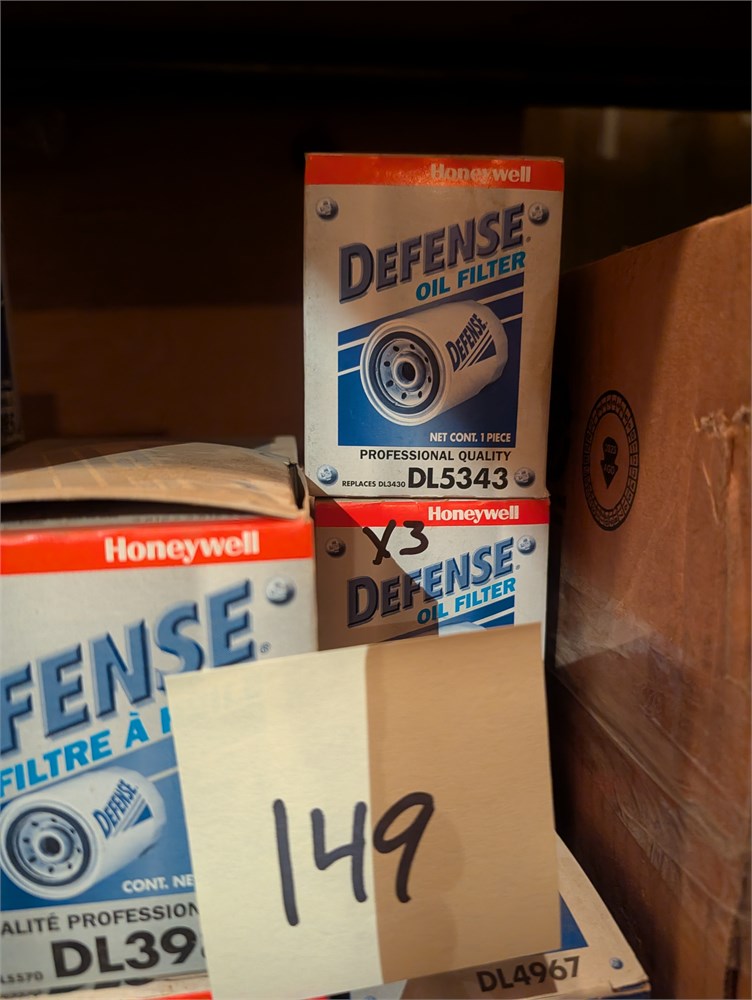 Honeywell
DEFENSE®
OIL FILTER
DEFENSE
NET CONT. 1 PIECE
PROFESSIONAL QUALITY
REPLACES DL3430 DL5343
Honeywell
X3
DEFENSE
OIL FILTER
Honeywell
FENSE®
FILTRE À
DEFENSE
CONT. NE
ALITÉ PROFESSION
DL39
149
DL4967